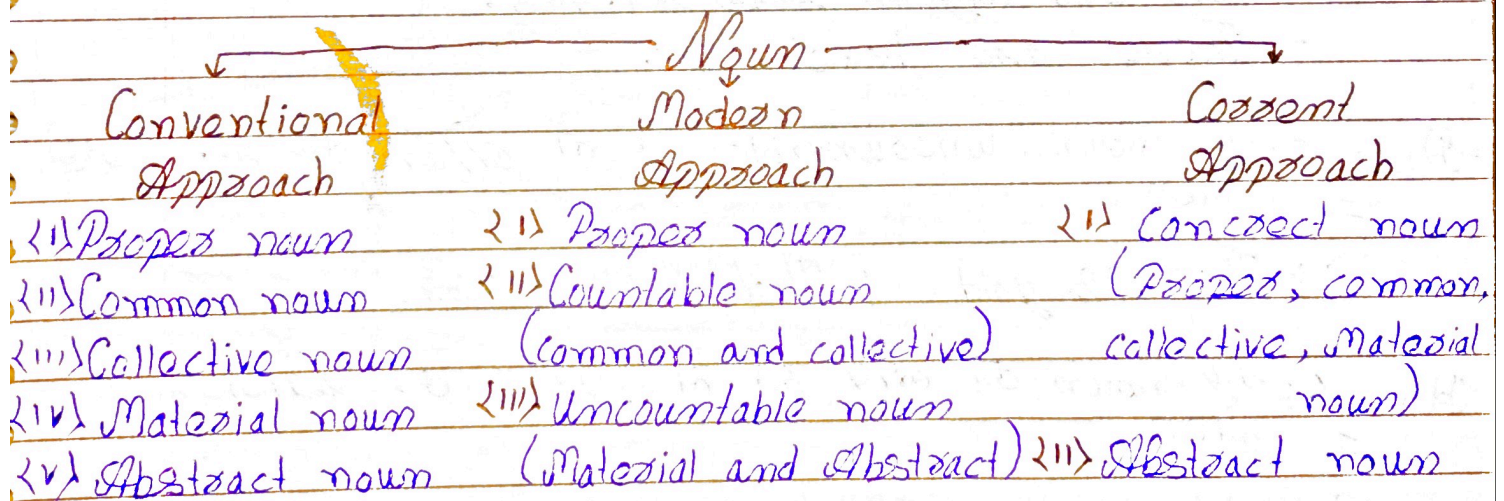 Noun
Conventional Modern Corrent
Approach Approach Approach
<I> Proper noun <I> Proper noun <I> Concrect noun
<II> Common noun <II> Countable noun (Proper, common,
<III> Collective noun (common and collective) collective, Material
<IV> Material noun <III> Uncountable noun noun)
<V> Abstract noun (Material and Abstract) <II> Abstract noun